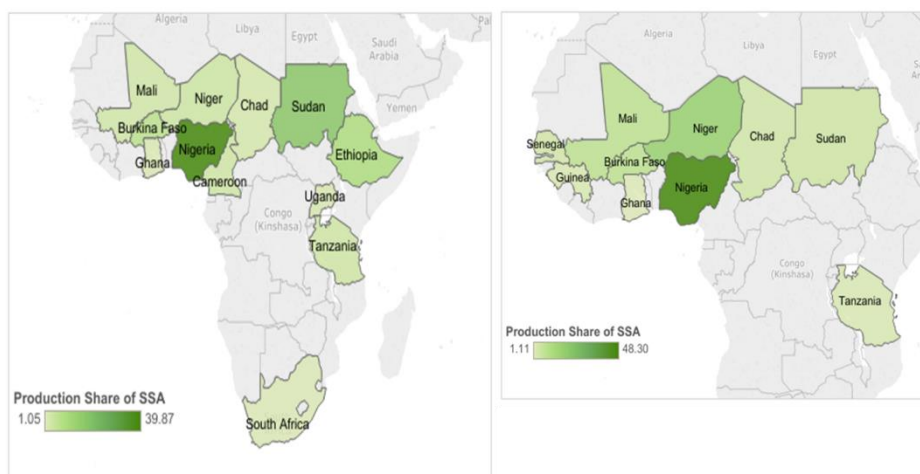 Algeria
Libya
Egypt
Saudi
Arabia
Mali
Niger
Chad
Sudan
Yemen
Burkina Faso
Nigeria
Ghana
Ethiopia
Cameroon
Uganda
Congo
(Kinshasa)
Tanzania
South Africa
Production Share of SSA
1.05
39.87
Algeria
Libya
Egypt
Mali
Niger
Chad
Sudan
Senegal
Burkina Faso
Guinea
Nigeria
Ghana
Congo
(Kinshasa)
Tanzania
Production Share of SSA
1.11
48.30